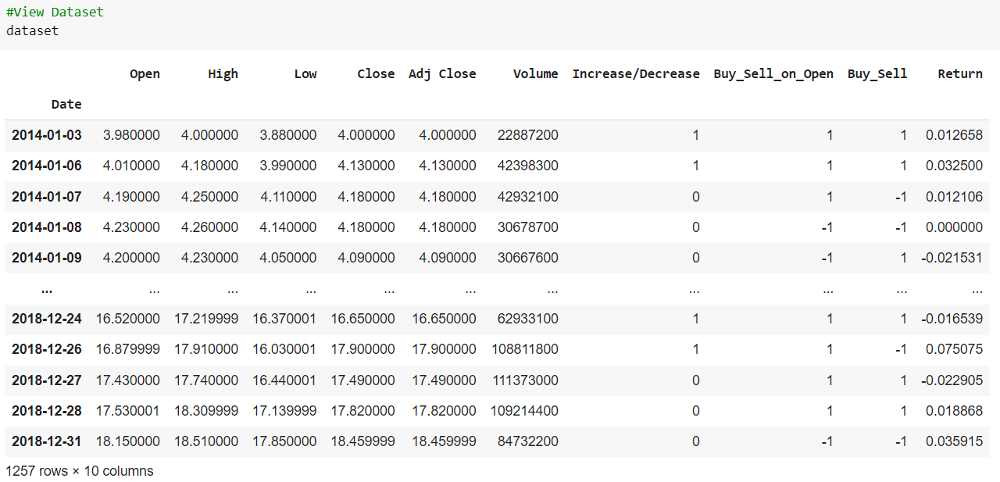 #View Dataset
dataset
Open High Low Close Adj Close Volume Increase/Decrease Buy_Sell_on_Open Buy_Sell Return
Date
2014-01-03 3.980000 4.000000 3.880000 4.000000 4.000000 22887200 1 1 1 0.012658
2014-01-06 4.010000 4.180000 3.990000 4.130000 4.130000 42398300 1 1 1 0.032500
2014-01-07 4.190000 4.250000 4.110000 4.180000 4.180000 42932100 0 1 -1 0.012106
2014-01-08 4.230000 4.260000 4.140000 4.180000 4.180000 30678700 0 -1 -1 0.000000
2014-01-09 4.200000 4.230000 4.050000 4.090000 4.090000 30667600 0 -1 1 -0.021531
... ... ... ... ... ... ... ... ... ... ...
2018-12-24 16.520000 17.219999 16.370001 16.650000 16.650000 62933100 1 1 1 -0.016539
2018-12-26 16.879999 17.910000 16.030001 17.900000 17.900000 108811800 1 1 -1 0.075075
2018-12-27 17.430000 17.740000 16.440001 17.490000 17.490000 111373000 0 1 1 -0.022905
2018-12-28 17.530001 18.309999 17.139999 17.820000 17.820000 109214400 0 1 1 0.018868
2018-12-31 18.150000 18.510000 17.850000 18.459999 18.459999 84732200 0 -1 -1 0.035915
1257 rows × 10 columns